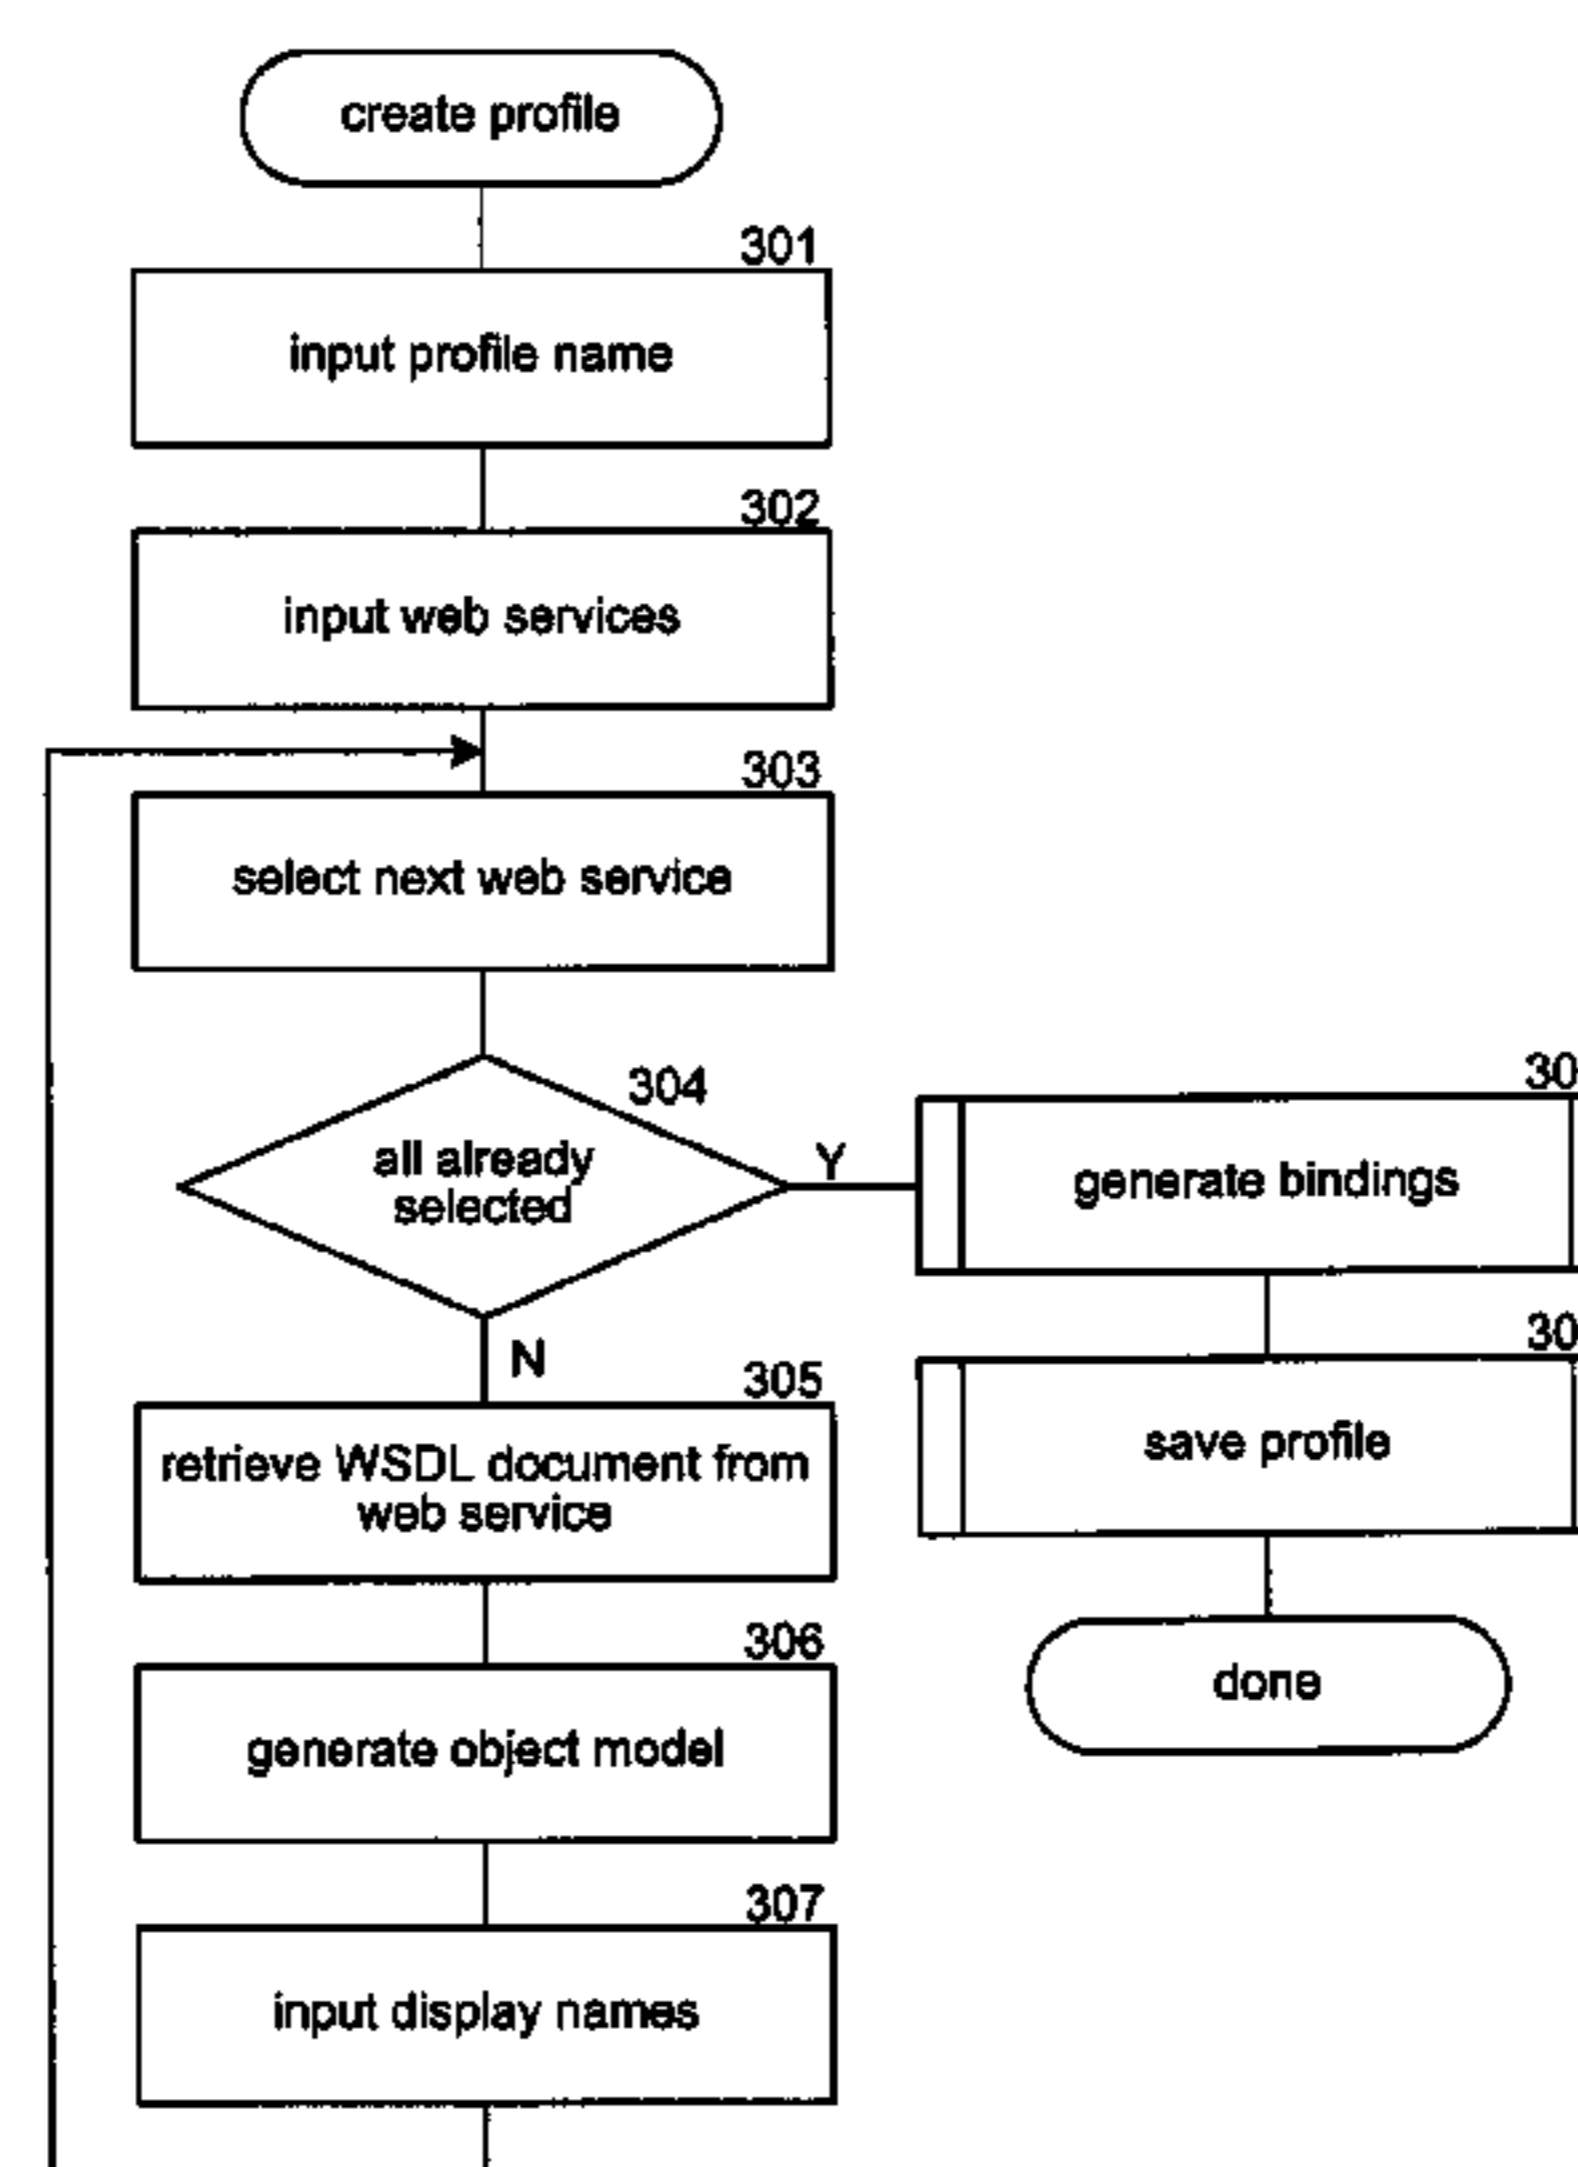 create profile
301
input profile name
302
input web services
303
select next web service
304
all already
selected
Y
N
305
retrieve WSDL document from
web service
306
generate object model
307
input display names
30
generate bindings
30
save profile
done